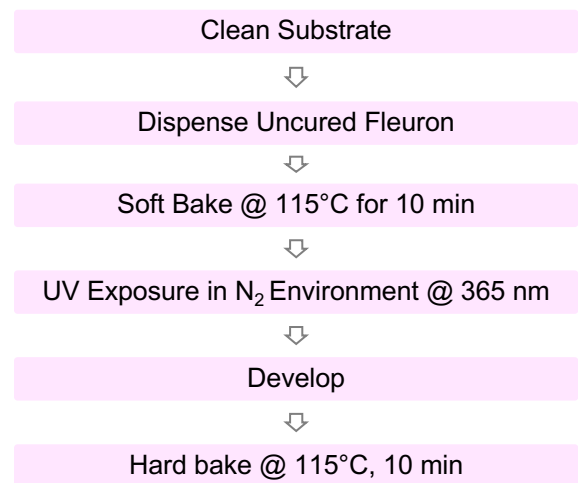 Clean Substrate
Dispense Uncured Fleuron
Soft Bake @ 115°C for 10 min
UV Exposure in N₂ Environment @ 365 nm
Develop
Hard bake @ 115°C, 10 min